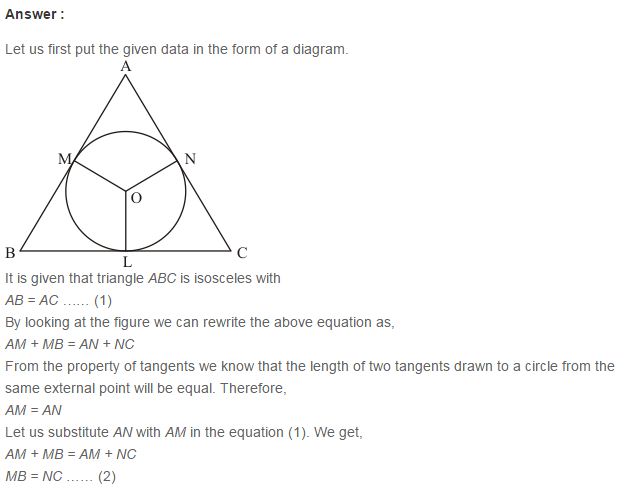 Answer :
Let us first put the given data in the form of a diagram.
A
M N
O
B C
L
It is given that triangle ABC is isosceles with
AB = AC …… (1)
By looking at the figure we can rewrite the above equation as,
AM + MB = AN + NC
From the property of tangents we know that the length of two tangents drawn to a circle from the
same external point will be equal. Therefore,
AM = AN
Let us substitute AN with AM in the equation (1). We get,
AM + MB = AM + NC
MB = NC …… (2)